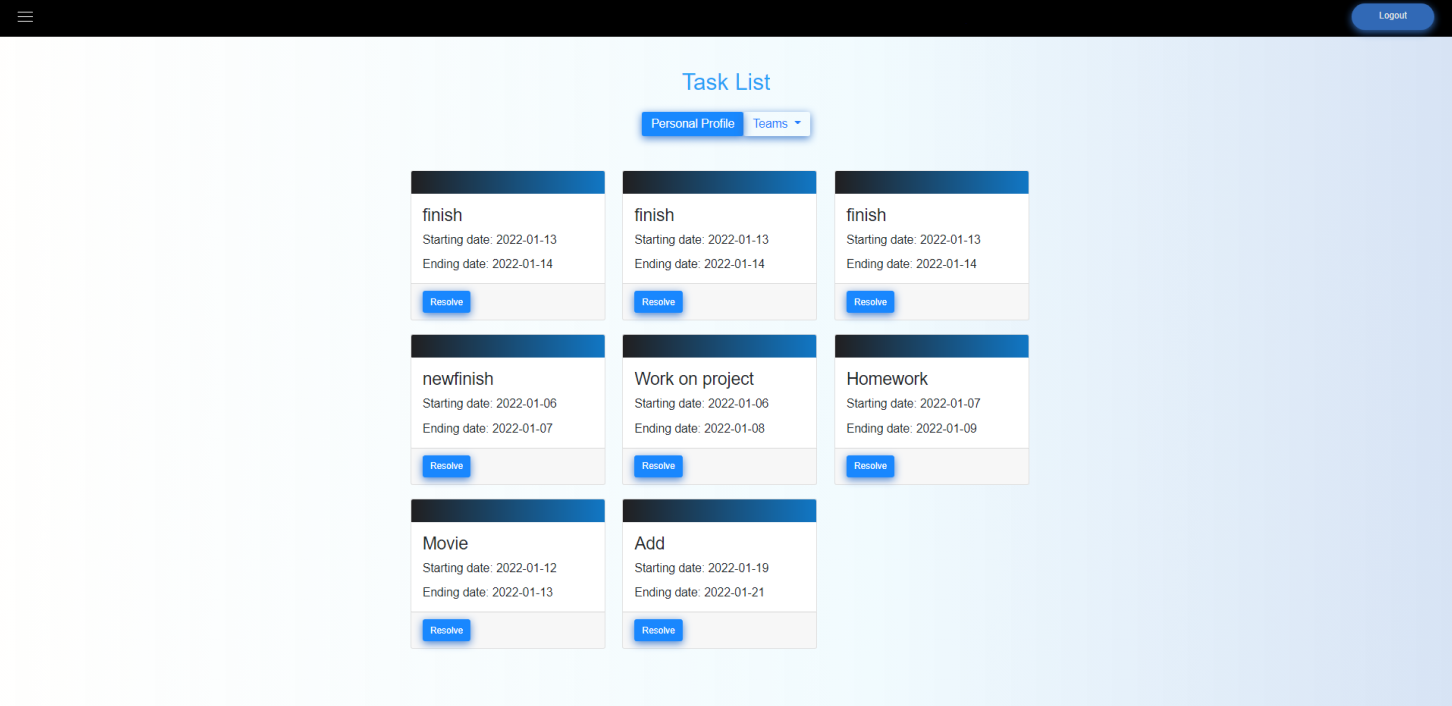 Logout
Task List
Personal Profile
Teams
finish
Starting date: 2022-01-13
Ending date: 2022-01-14
Resolve
finish
Starting date: 2022-01-13
Ending date: 2022-01-14
Resolve
finish
Starting date: 2022-01-13
Ending date: 2022-01-14
Resolve
newfinish
Starting date: 2022-01-06
Ending date: 2022-01-07
Resolve
Work on project
Starting date: 2022-01-06
Ending date: 2022-01-08
Resolve
Homework
Starting date: 2022-01-07
Ending date: 2022-01-09
Resolve
Movie
Starting date: 2022-01-12
Ending date: 2022-01-13
Resolve
Add
Starting date: 2022-01-19
Ending date: 2022-01-21
Resolve